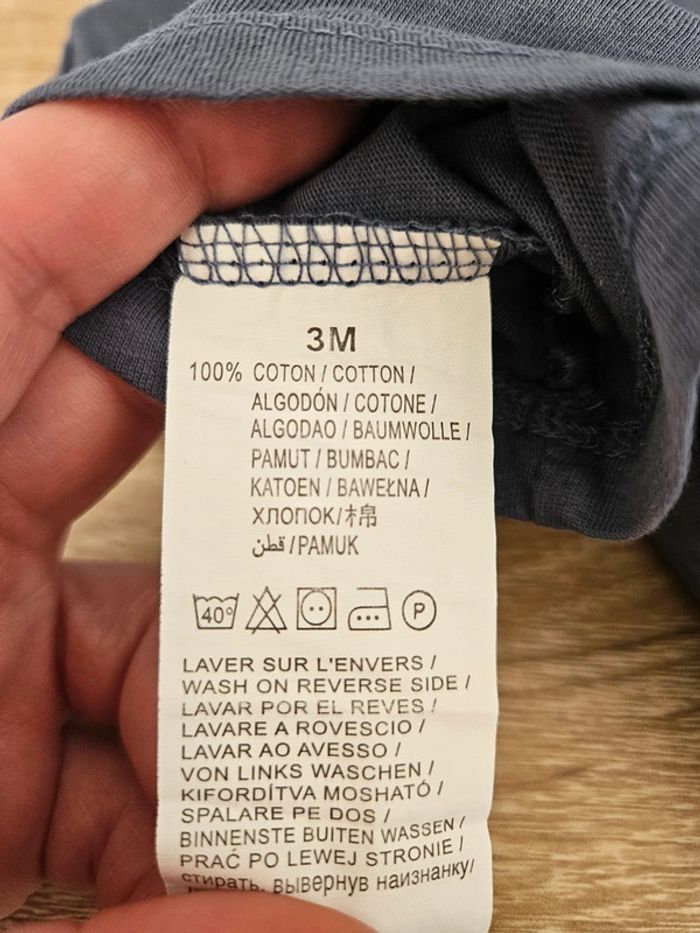 3M
100% COTON / COTTON /
ALGODÓN / COTONE /
ALGODAO / BAUMWOLLE /
PAMUT / BUMBAC /
KATOEN / BAWEŁNA /
ХЛОПОК/棉
قطن /PAMUK
40° P
LAVER SUR L'ENVERS /
WASH ON REVERSE SIDE /
LAVAR POR EL REVES /
LAVARE A ROVESCIO /
LAVAR AO AVESSO /
VON LINKS WASCHEN /
KIFORDÍTVA MOSHATÓ /
SPALARE PE DOS /
BINNENSTE BUITEN WASSEN /
PRAĆ PO LEWEJ STRONIE /
стирать, вывернув наизнанку/